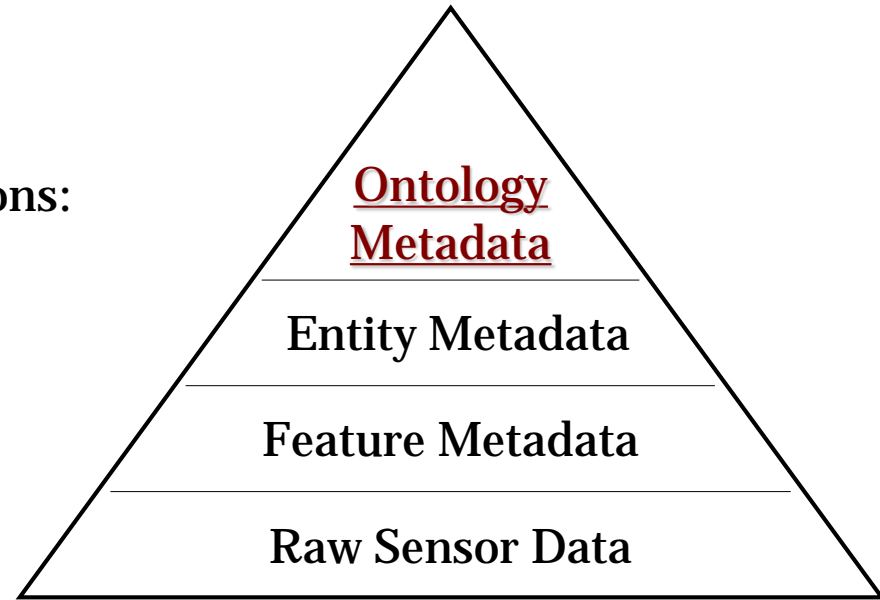 ons:
Ontology
Metadata
Entity Metadata
Feature Metadata
Raw Sensor Data